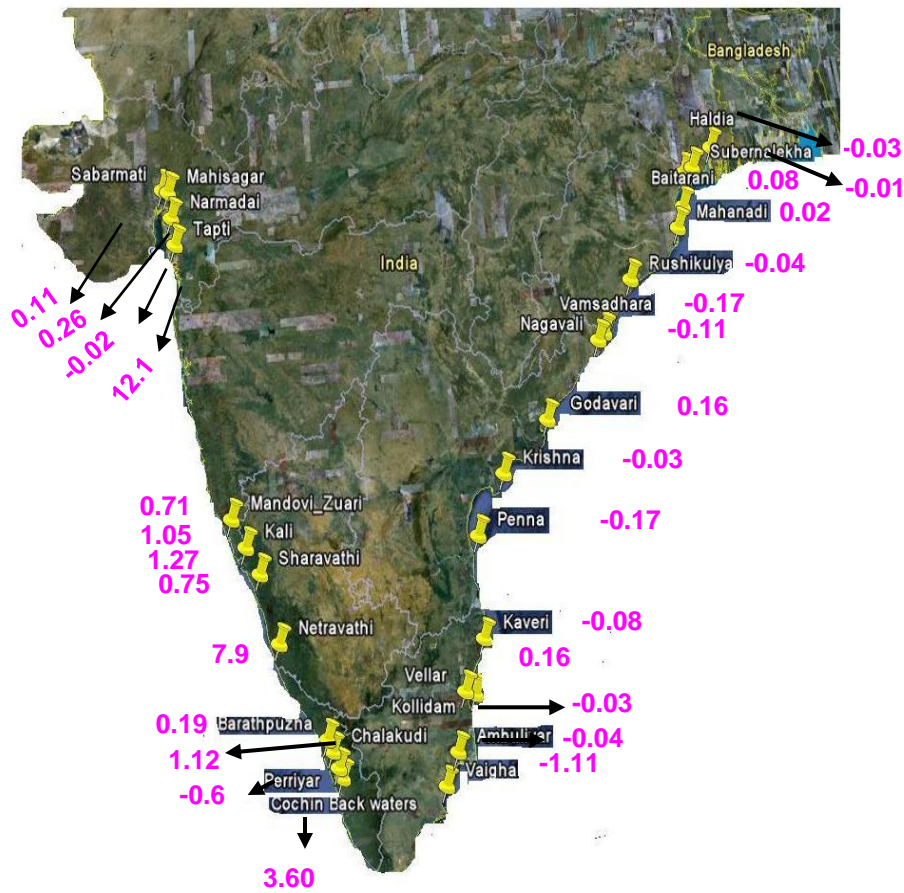 Bangladesh
Haldia
-0.03
Subernalekha
Baitarani 0.08
-0.01
Sabarmati Mahisagar
Narmadai
Mahanadi 0.02
Tapti
India
Rushikulya -0.04
0.11
0.26
-0.02
12.1
Vamsadhara -0.17
Nagavali -0.11
Godavari 0.16
Krishna -0.03
0.71 Mandovi_Zuari
Penna -0.17
1.05 Kali
1.27 Sharavathi
0.75
Kaveri -0.08
Netravathi
7.9
0.16
Vellar
Kollidam -0.03
0.19 Barathpuzha
Chalakudi
Ambuliyar -0.04
1.12
Vaigha -1.11
Perriyar
-0.6
Cochin Back waters
3.60